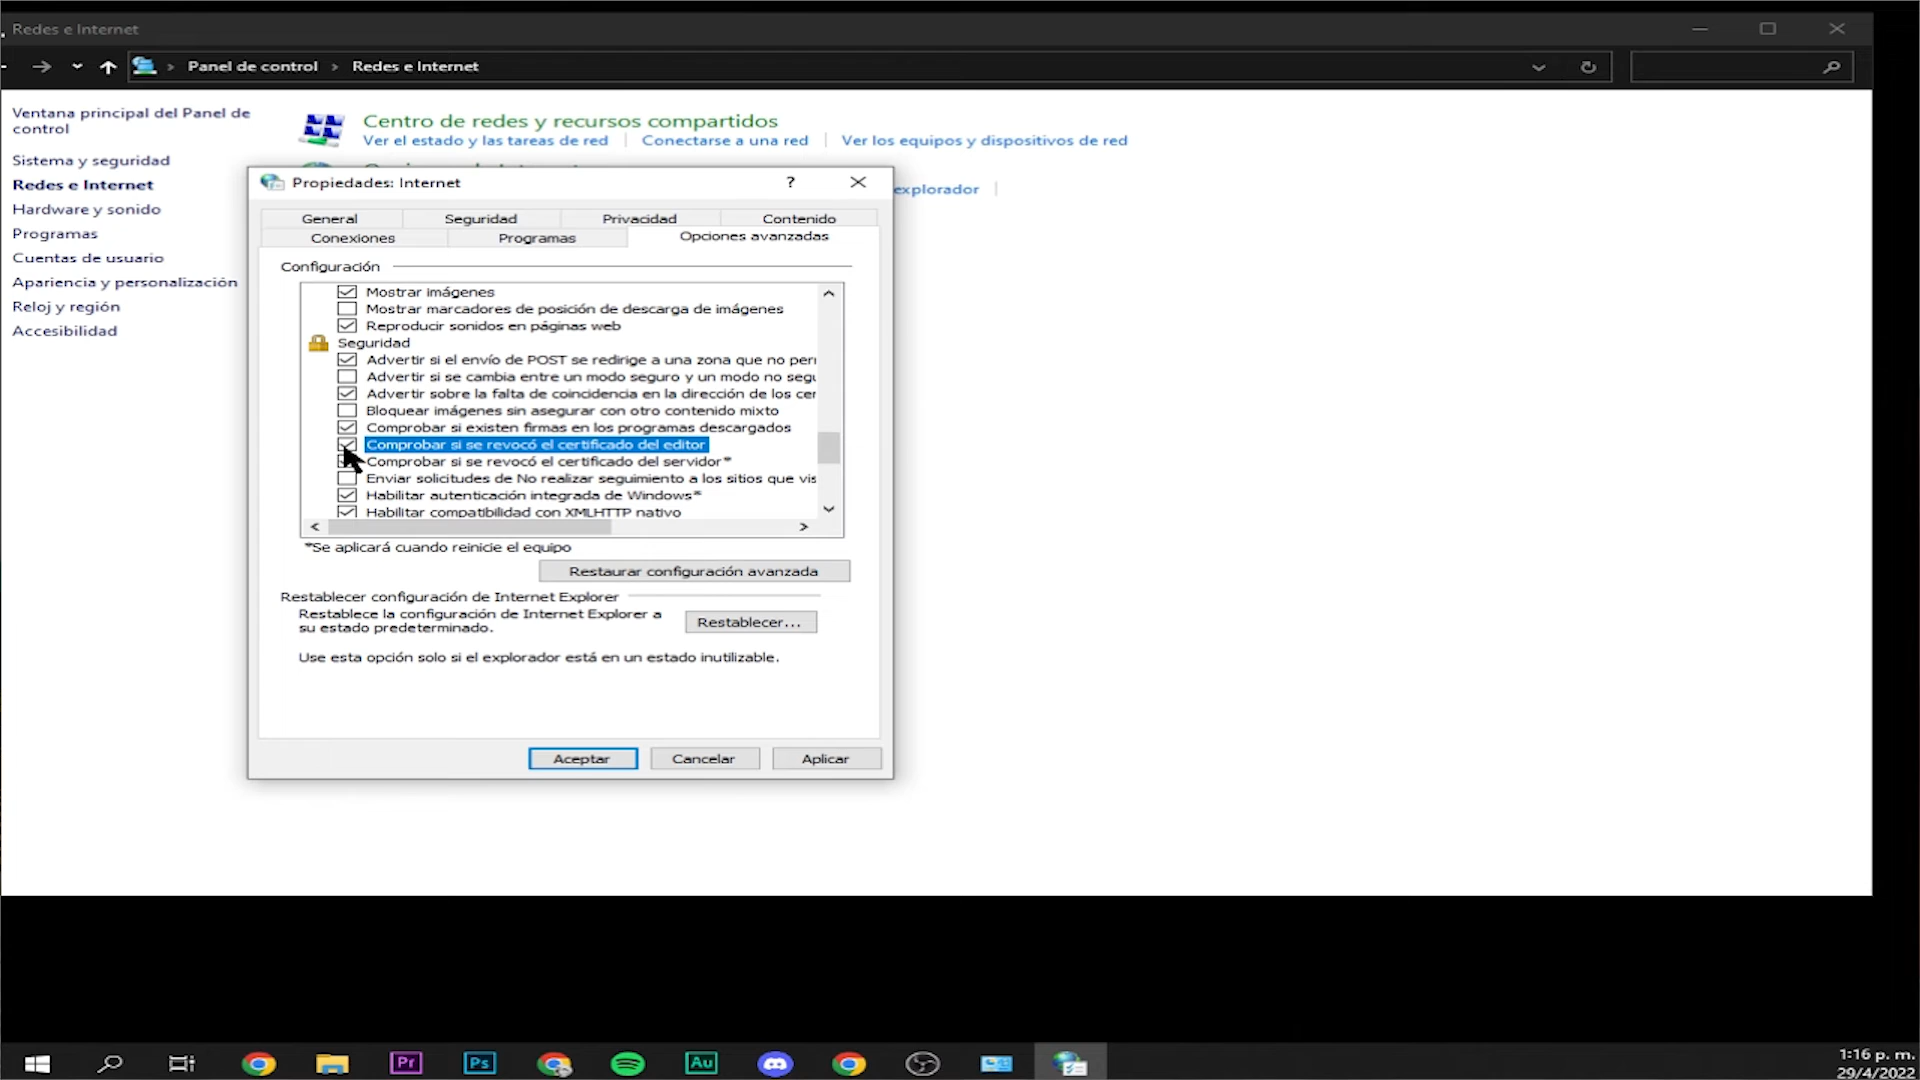 Redes e Internet
Panel de control > Redes e Internet
Ventana principal del Panel de
control
Sistema y seguridad
Redes e Internet
Hardware y sonido
Programas
Cuentas de usuario
Apariencia y personalización
Reloj y región
Accesibilidad
Centro de redes y recursos compartidos
Ver el estado y las tareas de red
Conectarse a una red
Ver los equipos y dispositivos de red
explorador
Propiedades: Internet
?
General
Seguridad
Privacidad
Contenido
Conexiones
Programas
Opciones avanzadas
Configuración
Mostrar imágenes
Mostrar marcadores de posición de descarga de imágenes
Reproducir sonidos en páginas web
Seguridad
Advertir si el envío de POST se redirige a una zona que no per
Advertir si se cambia entre un modo seguro y un modo no segu
Advertir sobre la falta de coincidencia en la dirección de los cer
Bloquear imágenes sin asegurar con otro contenido mixto
Comprobar si existen firmas en los programas descargados
Comprobar si se revocó el certificado del editor
Comprobar si se revocó el certificado del servidor*
Enviar solicitudes de No realizar seguimiento a los sitios que vis
Habilitar autenticación integrada de Windows*
Habilitar compatibilidad con XMLHTTP nativo
*Se aplicará cuando reinicie el equipo
Restaurar configuración avanzada
Restablecer configuración de Internet Explorer
Restablece la configuración de Internet Explorer a
su estado predeterminado.
Restablecer...
Use esta opción solo si el explorador está en un estado inutilizable.
Aceptar
Cancelar
Aplicar
Pr
Ps
Au
1:16 p. m.
29/4/2022